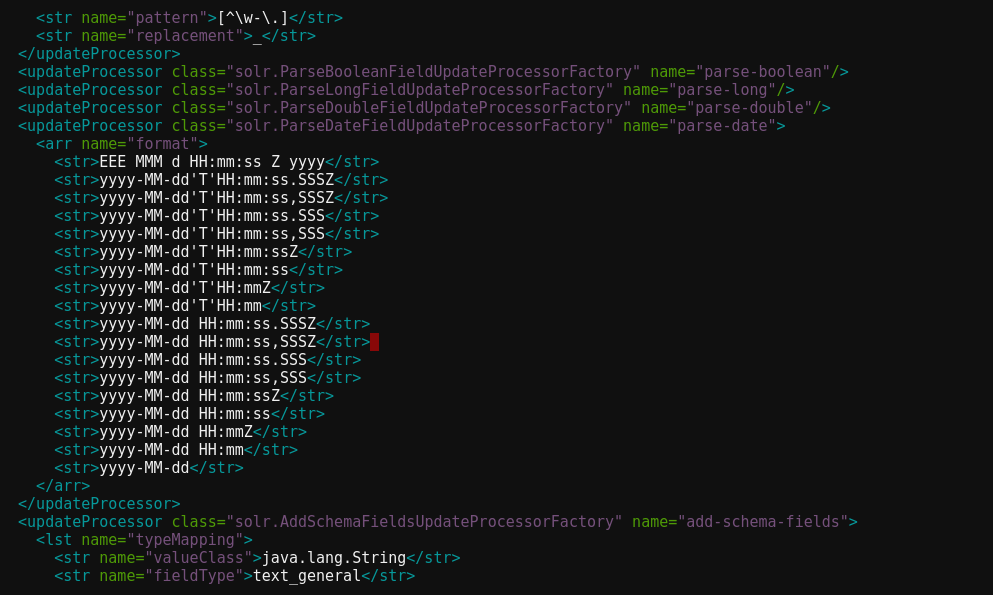 <str name="pattern">[^\w-\.]</str>
<str name="replacement">_</str>
</updateProcessor>
<updateProcessor class="solr.ParseBooleanFieldUpdateProcessorFactory" name="parse-boolean"/>
<updateProcessor class="solr.ParseLongFieldUpdateProcessorFactory" name="parse-long"/>
<updateProcessor class="solr.ParseDoubleFieldUpdateProcessorFactory" name="parse-double"/>
<updateProcessor class="solr.ParseDateFieldUpdateProcessorFactory" name="parse-date">
<arr name="format">
<str>EEE MMM d HH:mm:ss Z yyyy</str>
<str>yyyy-MM-dd'T'HH:mm:ss.SSSZ</str>
<str>yyyy-MM-dd'T'HH:mm:ss,SSSZ</str>
<str>yyyy-MM-dd'T'HH:mm:ss.SSS</str>
<str>yyyy-MM-dd'T'HH:mm:ss,SSS</str>
<str>yyyy-MM-dd'T'HH:mm:ssZ</str>
<str>yyyy-MM-dd'T'HH:mm:ss</str>
<str>yyyy-MM-dd'T'HH:mmZ</str>
<str>yyyy-MM-dd'T'HH:mm</str>
<str>yyyy-MM-dd HH:mm:ss.SSSZ</str>
<str>yyyy-MM-dd HH:mm:ss,SSSZ</str>
<str>yyyy-MM-dd HH:mm:ss.SSS</str>
<str>yyyy-MM-dd HH:mm:ss,SSS</str>
<str>yyyy-MM-dd HH:mm:ssZ</str>
<str>yyyy-MM-dd HH:mm:ss</str>
<str>yyyy-MM-dd HH:mmZ</str>
<str>yyyy-MM-dd HH:mm</str>
<str>yyyy-MM-dd</str>
</arr>
</updateProcessor>
<updateProcessor class="solr.AddSchemaFieldsUpdateProcessorFactory" name="add-schema-fields">
<lst name="typeMapping">
<str name="valueClass">java.lang.String</str>
<str name="fieldType">text_general</str>